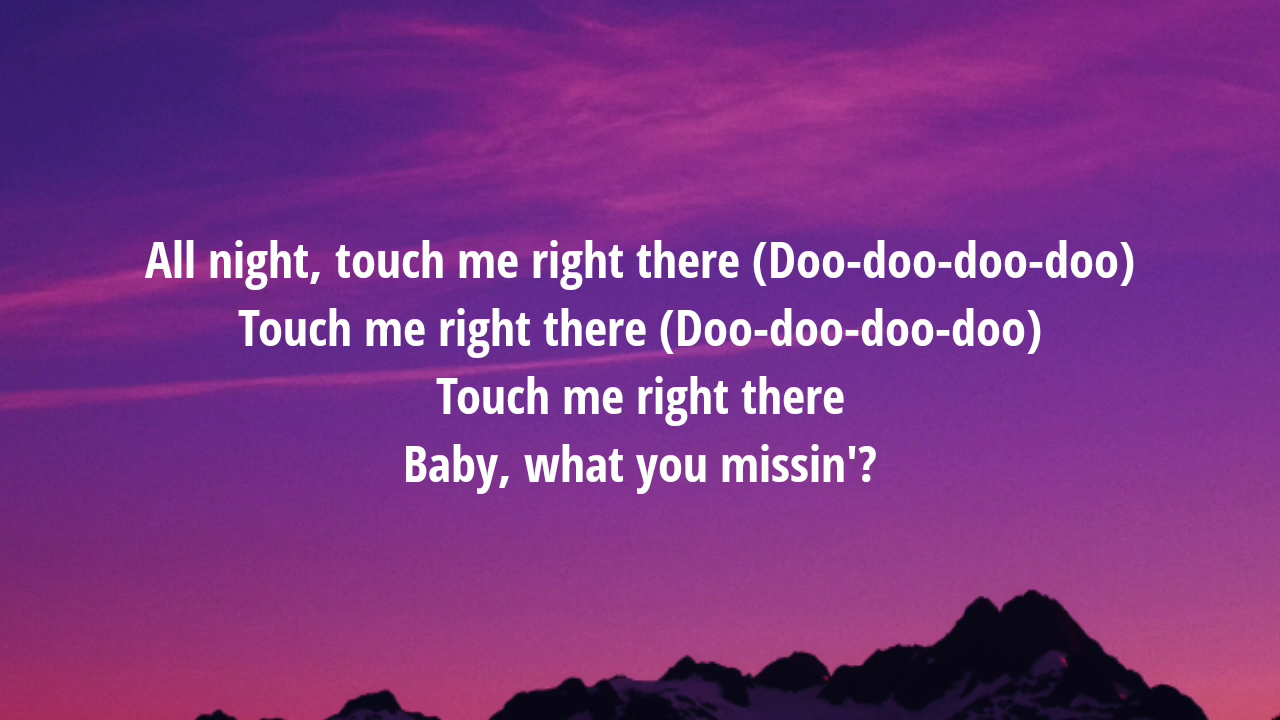 All night, touch me right there (Doo-doo-doo-doo)
Touch me right there (Doo-doo-doo-doo)
Touch me right there
Baby, what you missin'?